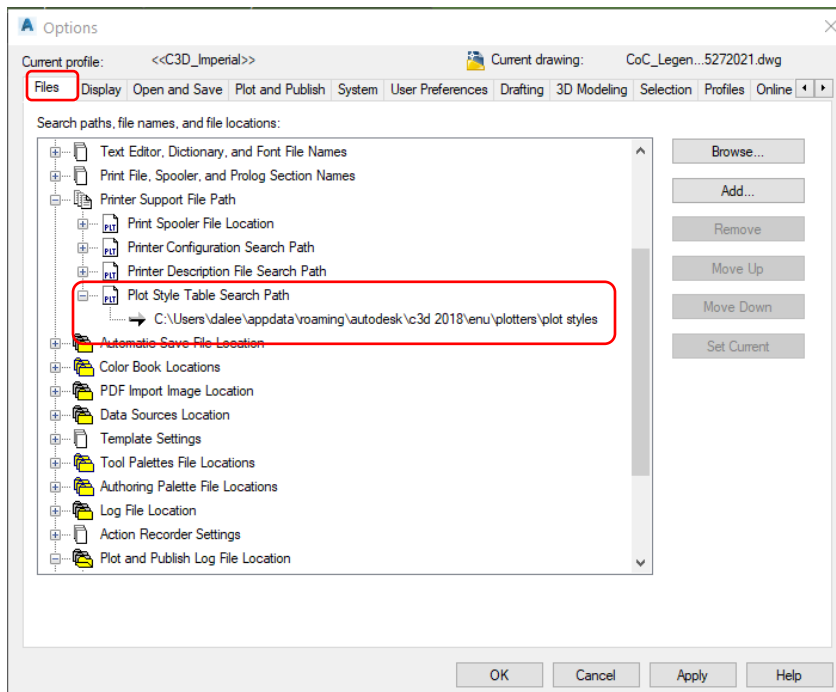 Options
Current profile: <<C3D_Imperial>> Current drawing: CoC_Legen...5272021.dwg
Files Display Open and Save Plot and Publish System User Preferences Drafting 3D Modeling Selection Profiles Online
Search paths, file names, and file locations:
Text Editor, Dictionary, and Font File Names
Browse...
Print File, Spooler, and Prolog Section Names
Printer Support File Path
Add...
Print Spooler File Location
Remove
Printer Configuration Search Path
Printer Description File Search Path
Move Up
Plot Style Table Search Path
Move Down
C:\Users\dalee\appdata\roaming\autodesk\c3d 2018\enu\plotters\plot styles
Automatic Save File Location
Set Current
Color Book Locations
PDF Import Image Location
Data Sources Location
Template Settings
Tool Palettes File Locations
Authoring Palette File Locations
Log File Location
Action Recorder Settings
Plot and Publish Log File Location
OK Cancel Apply Help